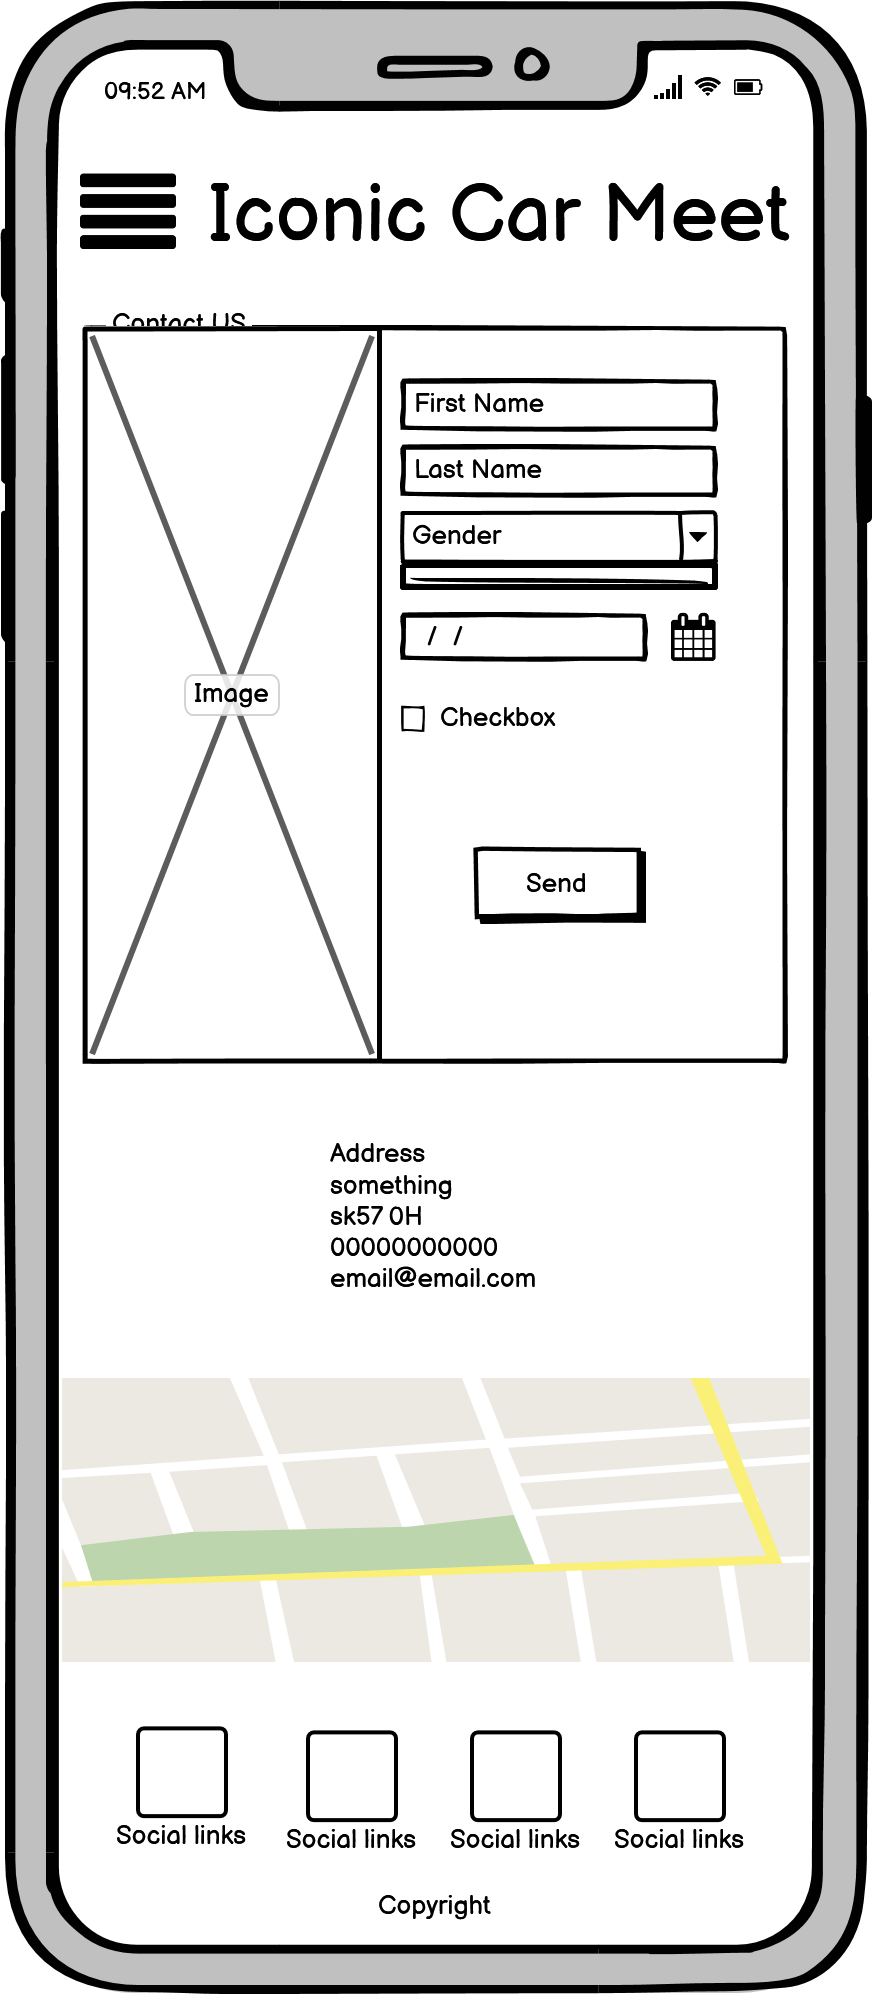 09:52 AM
Iconic Car Meet
Contact US
First Name
Last Name
Gender
/ /
Image
Checkbox
Send
Address
something
sk57 0H
00000000000
email@email.com
Social links
Social links
Social links
Social links
Copyright